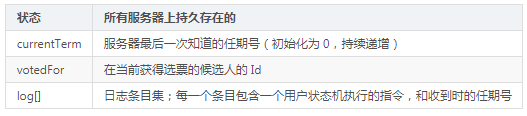 状态 所有服务器上持久存在的
currentTerm 服务器最后一次知道的任期号（初始化为 0，持续递增）
votedFor 在当前获得选票的候选人的 Id
log[] 日志条目集；每一个条目包含一个用户状态机执行的指令，和收到时的任期号